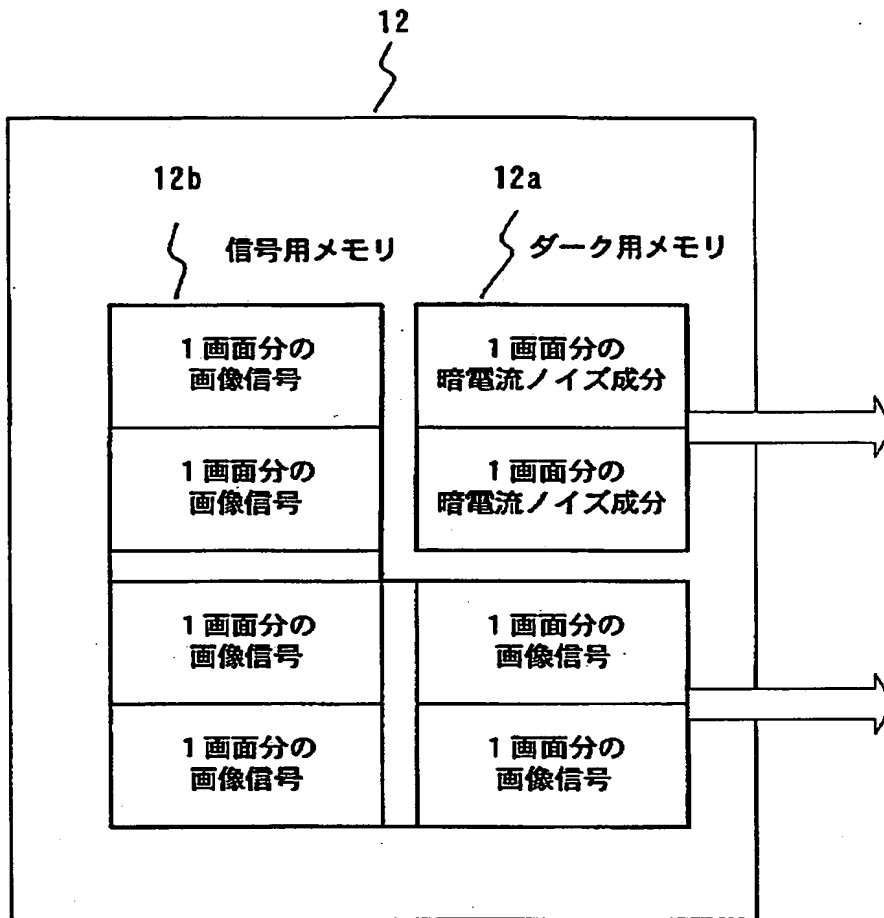 12
12b
12a
信号用メモリ
ダーク用メモリ
1画面分の
画像信号
1画面分の
暗電流ノイズ成分
1画面分の
画像信号
1画面分の
暗電流ノイズ成分
1画面分の
画像信号
1画面分の
画像信号
1画面分の
画像信号
1画面分の
画像信号